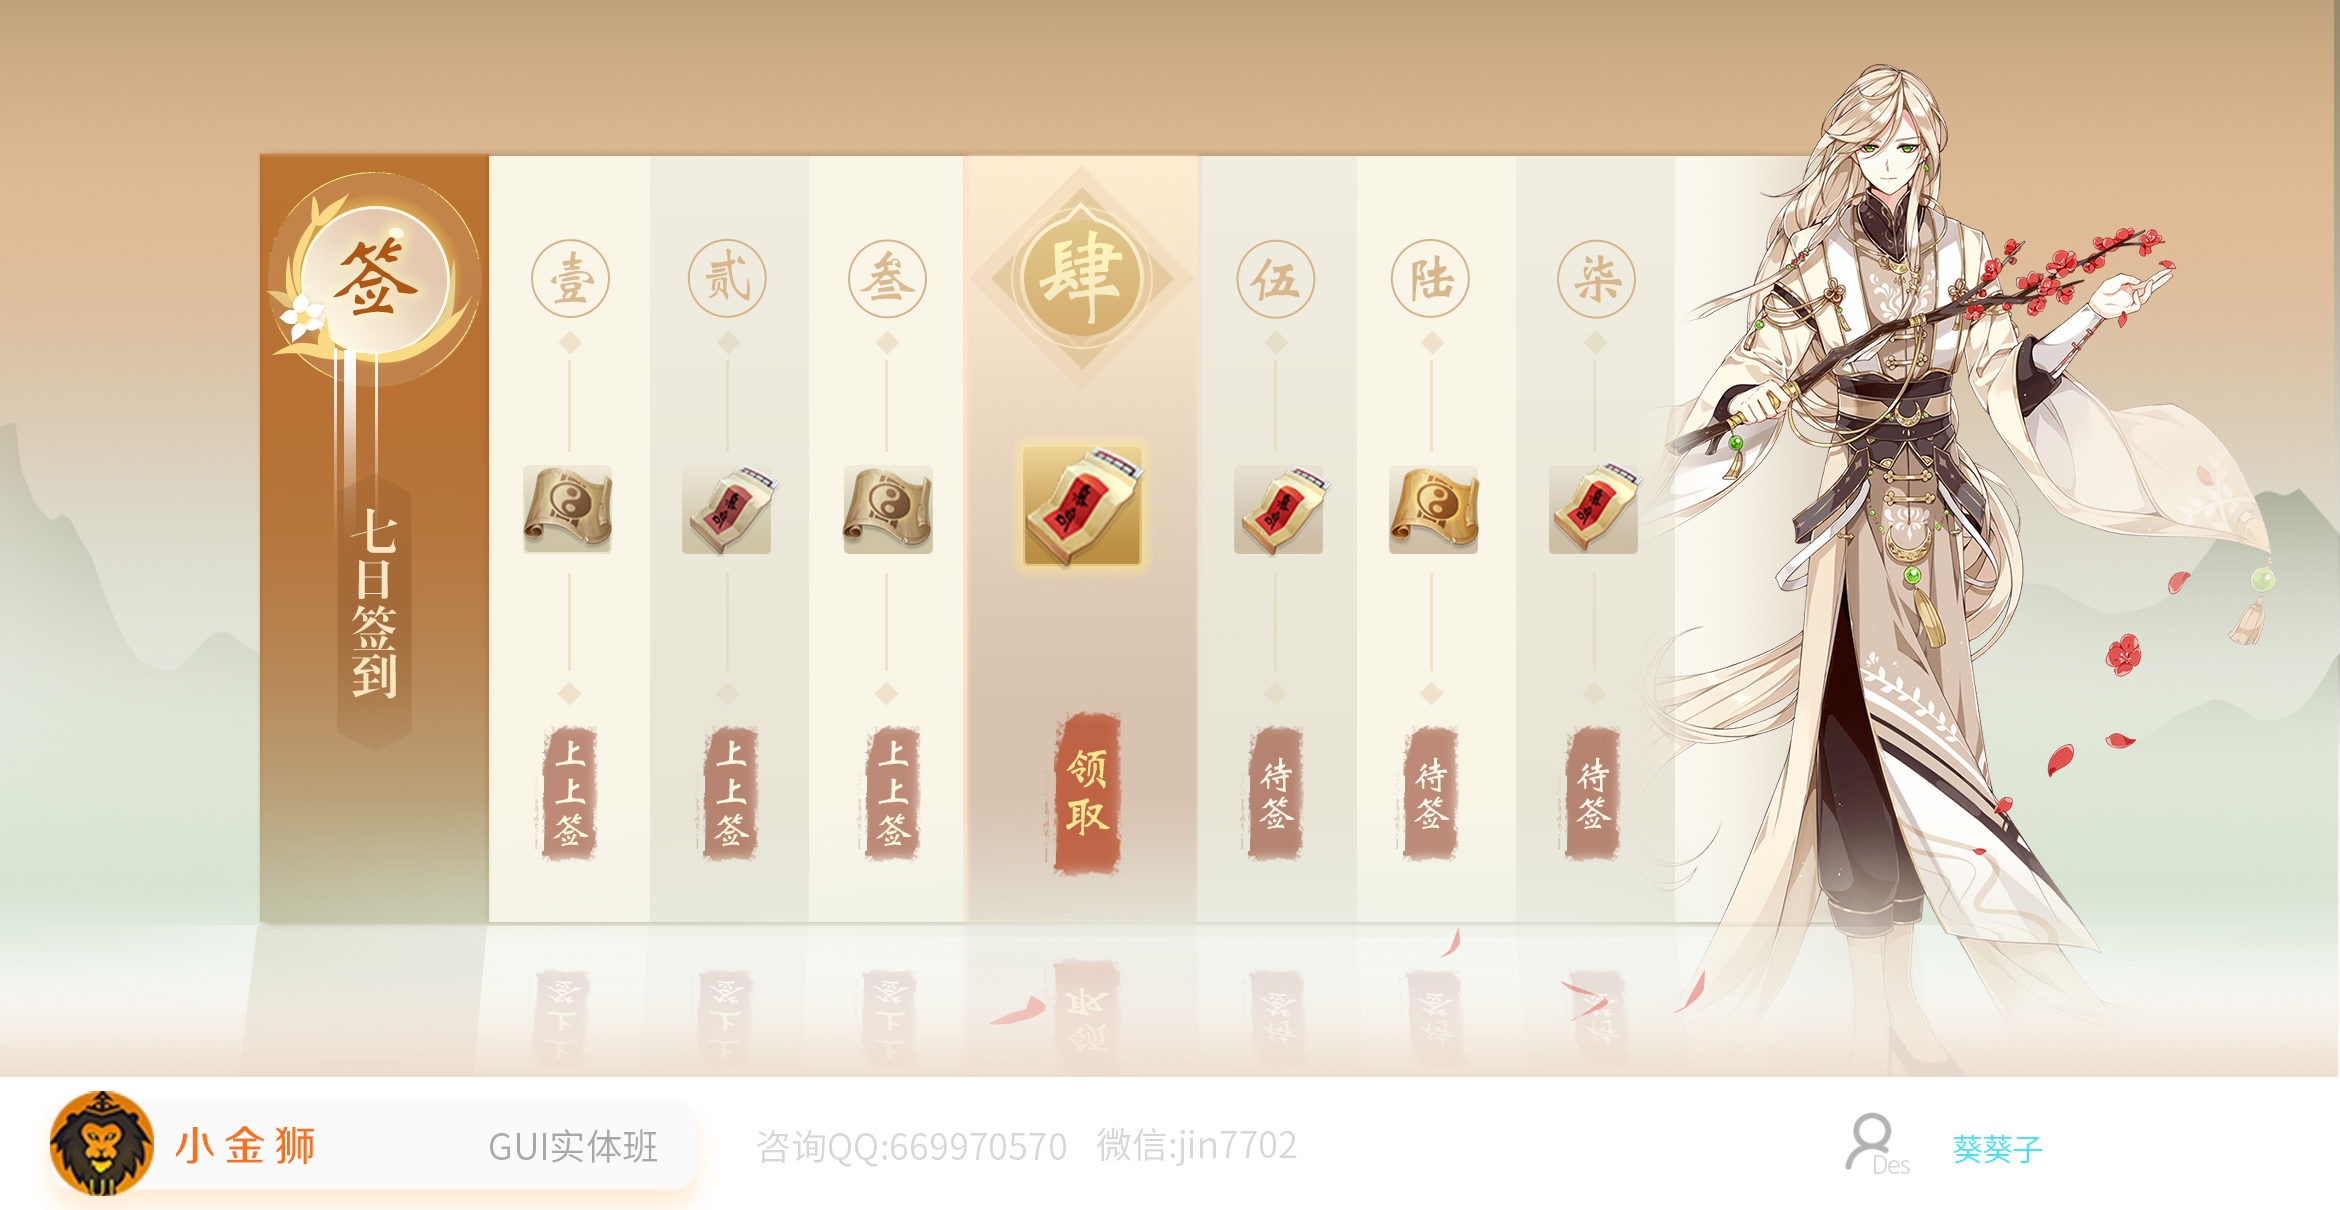 签
七日签到
壹
贰
叁
肆
伍
陆
柒
上上签
上上签
上上签
领取
待签
待签
待签
小金狮
GUI实体班
咨询QQ:669970570
微信:jin7702
Des
葵葵子
金
UI